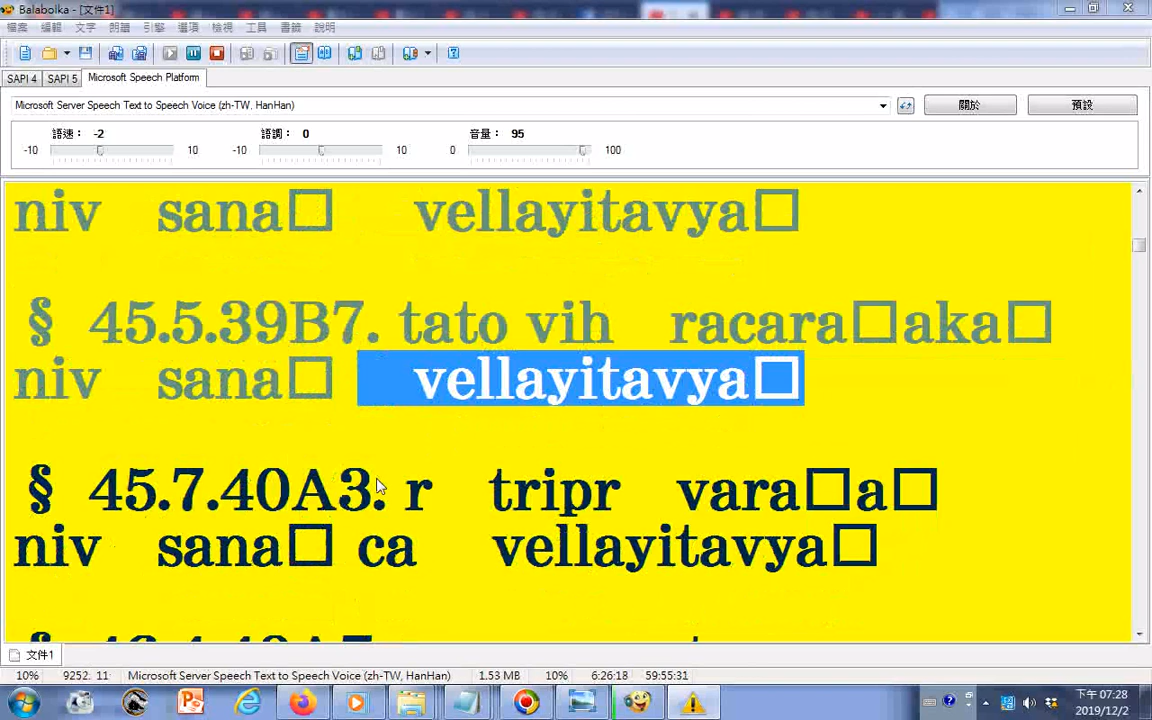 Balabolka - [文件1]
檔案 編輯 文字 朗誦 引擎 選項 檢視 工具 書籤 說明
SAPI 4 SAPI 5 Microsoft Speech Platform
Microsoft Server Speech Text to Speech Voice (zh-TW, HanHan)
關於 預設
語速： -2 語調： 0 音量： 95
-10 10 -10 10 0 100
niv sana□ vellayitavya□
§ 45.5.39B7. tato vih racara□aka□
niv sana□ vellayitavya□
§ 45.7.40A3. r tripr vara□a□
niv sana□ ca vellayitavya□
文件1
10% 9252. 11 Microsoft Server Speech Text to Speech Voice (zh-TW, HanHan) 1.53 MB 10% 6:26:18 59:55:31
下午 07:28
2019/12/2